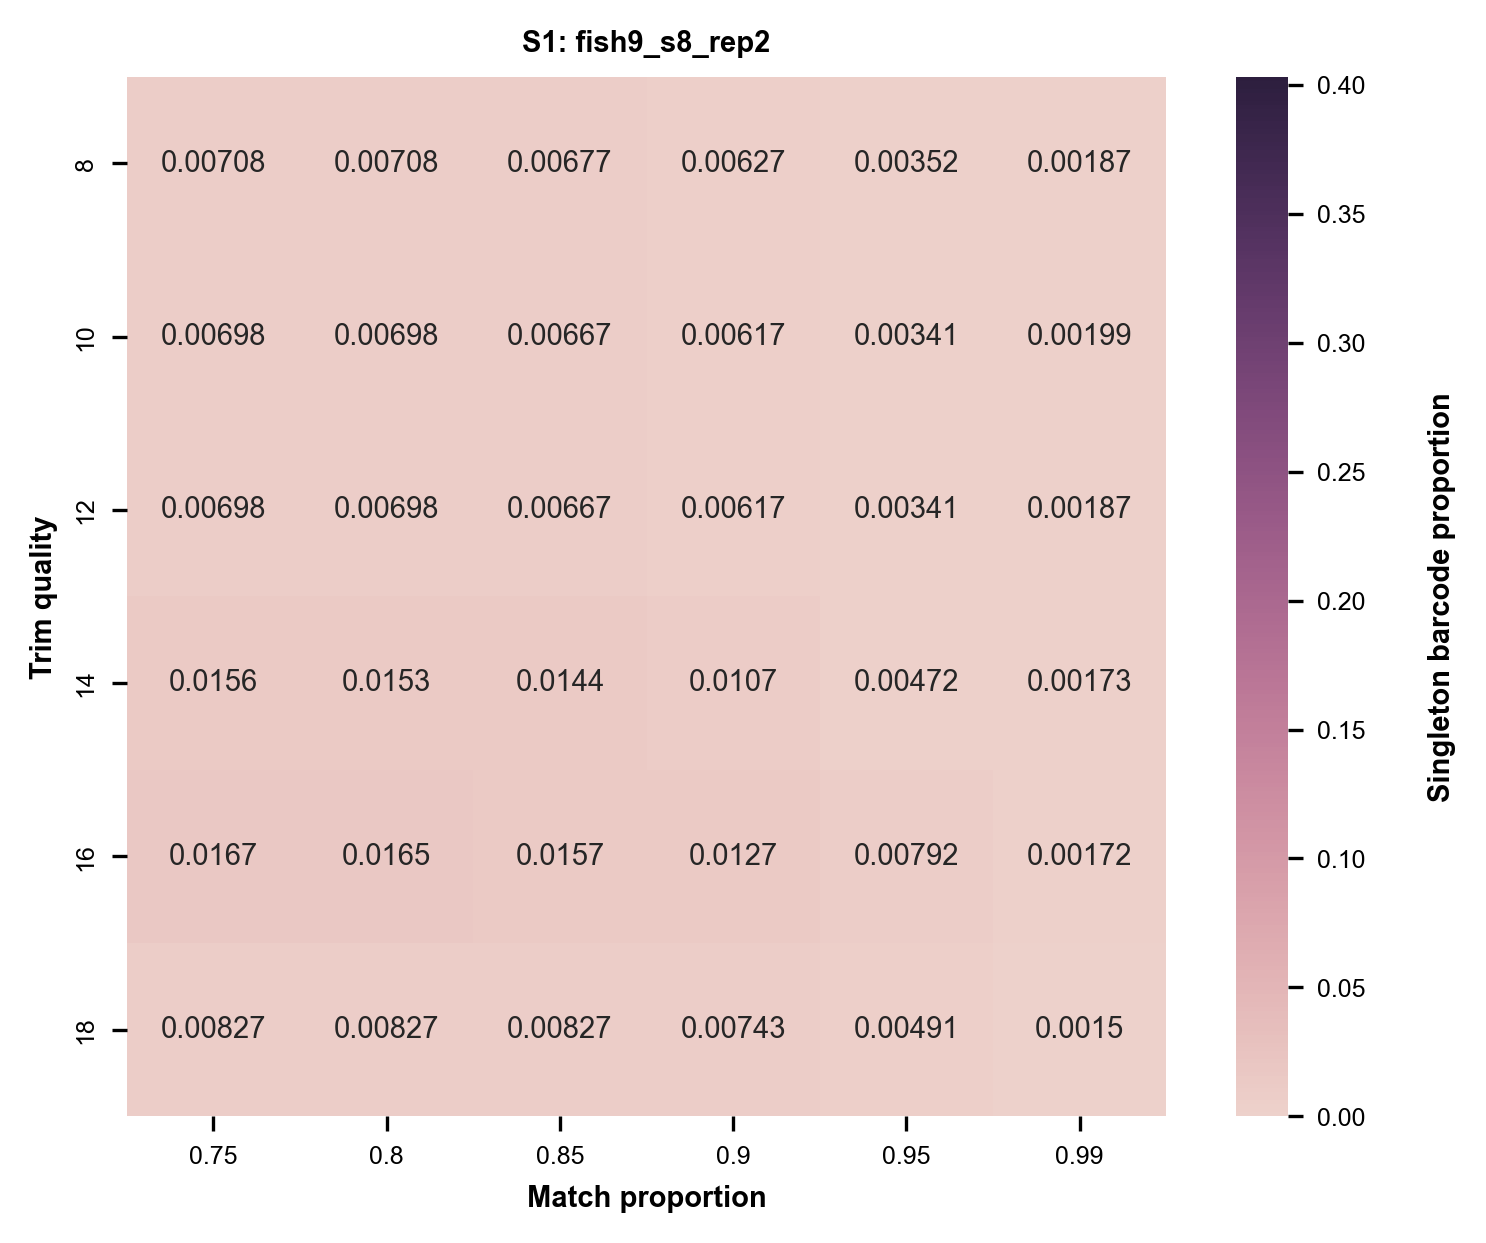 S1: fish9_s8_rep2
Trim quality
8 0.00708 0.00708 0.00677 0.00627 0.00352 0.00187
10 0.00698 0.00698 0.00667 0.00617 0.00341 0.00199
12 0.00698 0.00698 0.00667 0.00617 0.00341 0.00187
14 0.0156 0.0153 0.0144 0.0107 0.00472 0.00173
16 0.0167 0.0165 0.0157 0.0127 0.00792 0.00172
18 0.00827 0.00827 0.00827 0.00743 0.00491 0.0015
0.75 0.8 0.85 0.9 0.95 0.99
Match proportion
0.40
0.35
0.30
0.25
0.20
0.15
0.10
0.05
0.00
Singleton barcode proportion